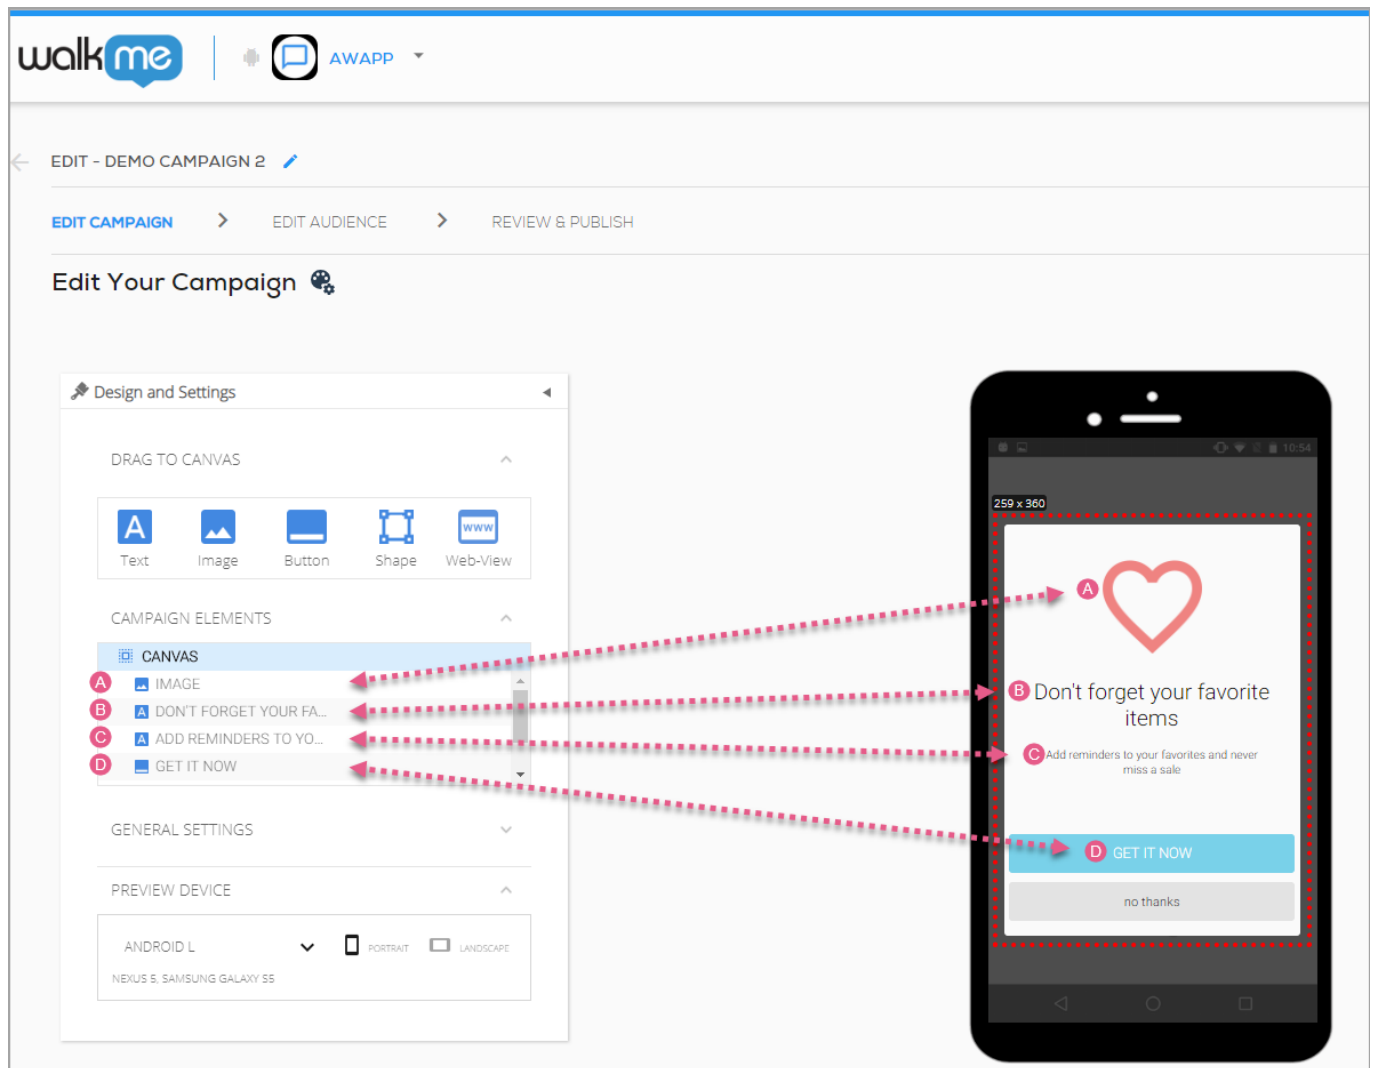 walkme
AWAPP
EDIT - DEMO CAMPAIGN 2
EDIT CAMPAIGN > EDIT AUDIENCE > REVIEW & PUBLISH
Edit Your Campaign
Design and Settings
DRAG TO CANVAS
A
Text
Image
Button
Shape
www
Web-View
CAMPAIGN ELEMENTS
CANVAS
A IMAGE
B A DON'T FORGET YOUR FA...
C A ADD REMINDERS TO YO...
D GET IT NOW
GENERAL SETTINGS
PREVIEW DEVICE
ANDROID L
PORTRAIT
LANDSCAPE
NEXUS 5, SAMSUNG GALAXY S5
10:54
259 x 360
A
B Don't forget your favorite
items
C Add reminders to your favorites and never
miss a sale
D GET IT NOW
no thanks